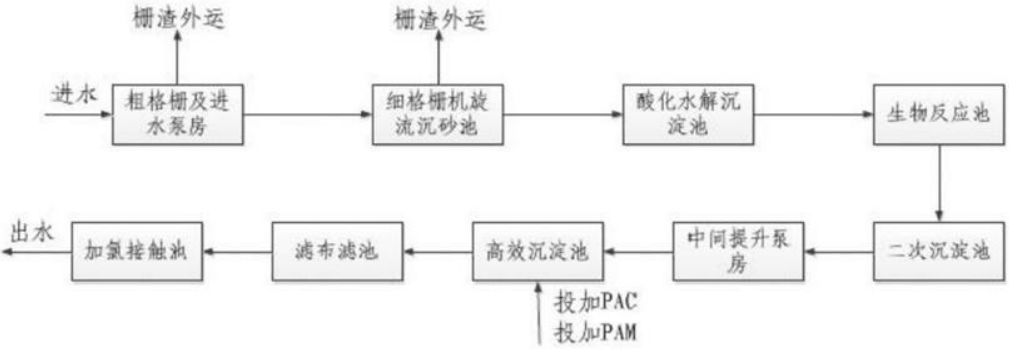 栅渣外运
栅渣外运
进水
粗格栅及进
水泵房
细格栅机旋
流沉砂池
酸化水解沉
淀池
生物反应池
出水
加氯接触池
滤布滤池
高效沉淀池
中间提升泵
房
二次沉淀池
投加PAC
投加PAM